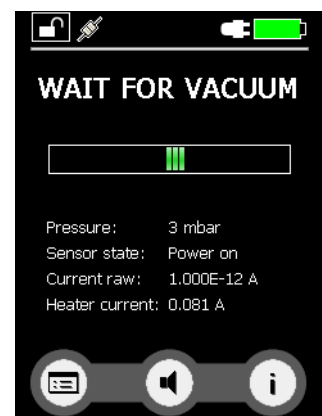 WAIT FOR VACUUM
Pressure: 3 mbar
Sensor state: Power on
Current raw: 1.000E-12 A
Heater current: 0.081 A
i